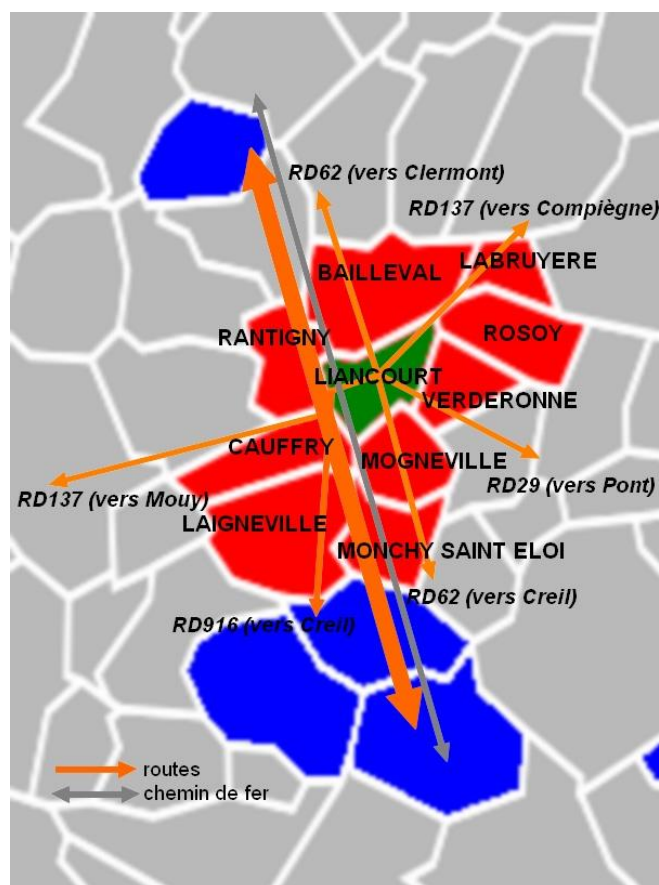 RD62 (vers Clermont)
RD137 (vers Compiègne)
LABRUYERE
BAILLEVAL
ROSOY
RANTIGNY
LIANCOURT
VERDERONNE
CAUFFRY
MOGNEVILLE
RD29 (vers Pont)
RD137 (vers Mouy)
LAIGNEVILLE
MONCHY SAINT ELOI
RD62 (vers Creil)
RD916 (vers Creil)
routes
chemin de fer